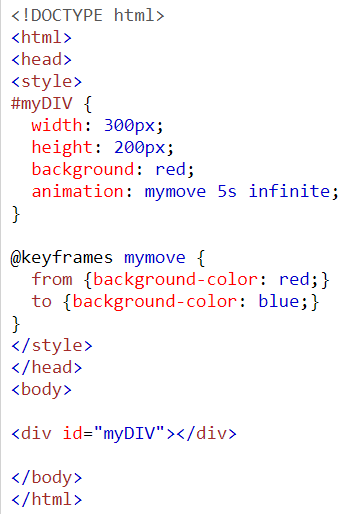 <!DOCTYPE html>
<html>
<head>
<style>
#myDIV {
  width: 300px;
  height: 200px;
  background: red;
  animation: mymove 5s infinite;
}

@keyframes mymove {
  from {background-color: red;}
  to {background-color: blue;}
}
</style>
</head>
<body>

<div id="myDIV"></div>

</body>
</html>